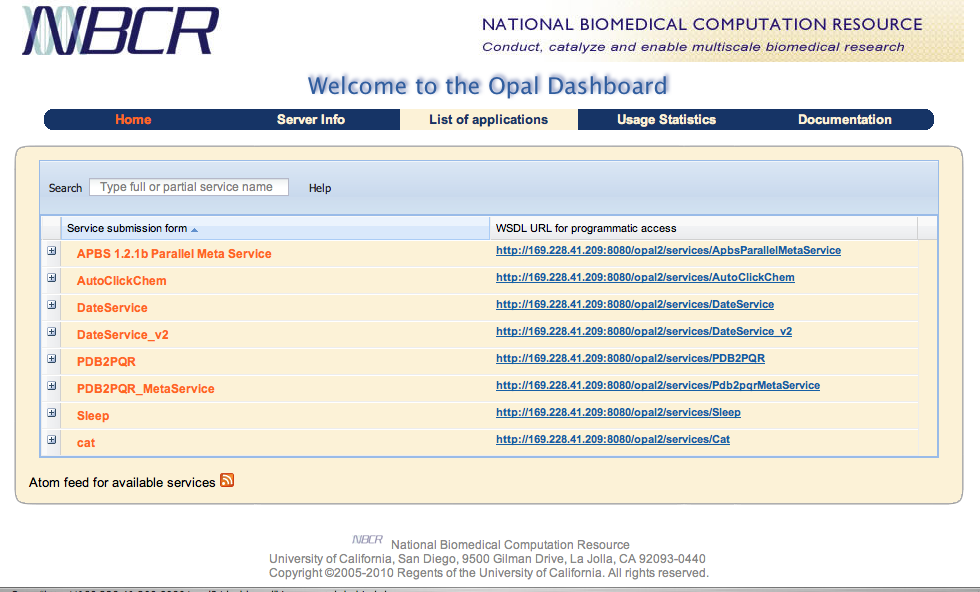 NBCR
NATIONAL BIOMEDICAL COMPUTATION RESOURCE
Conduct, catalyze and enable multiscale biomedical research
Welcome to the Opal Dashboard
Home Server Info List of applications Usage Statistics Documentation
Search Type full or partial service name Help
Service submission form WSDL URL for programmatic access
APBS 1.2.1b Parallel Meta Service http://169.228.41.209:8080/opal2/services/ApbsParallelMetaService
AutoClickChem http://169.228.41.209:8080/opal2/services/AutoClickChem
DateService http://169.228.41.209:8080/opal2/services/DateService
DateService_v2 http://169.228.41.209:8080/opal2/services/DateService_v2
PDB2PQR http://169.228.41.209:8080/opal2/services/PDB2PQR
PDB2PQR_MetaService http://169.228.41.209:8080/opal2/services/Pdb2pqrMetaService
Sleep http://169.228.41.209:8080/opal2/services/Sleep
cat http://169.228.41.209:8080/opal2/services/Cat
Atom feed for available services
NBCR National Biomedical Computation Resource
University of California, San Diego, 9500 Gilman Drive, La Jolla, CA 92093-0440
Copyright ©2005-2010 Regents of the University of California. All rights reserved.